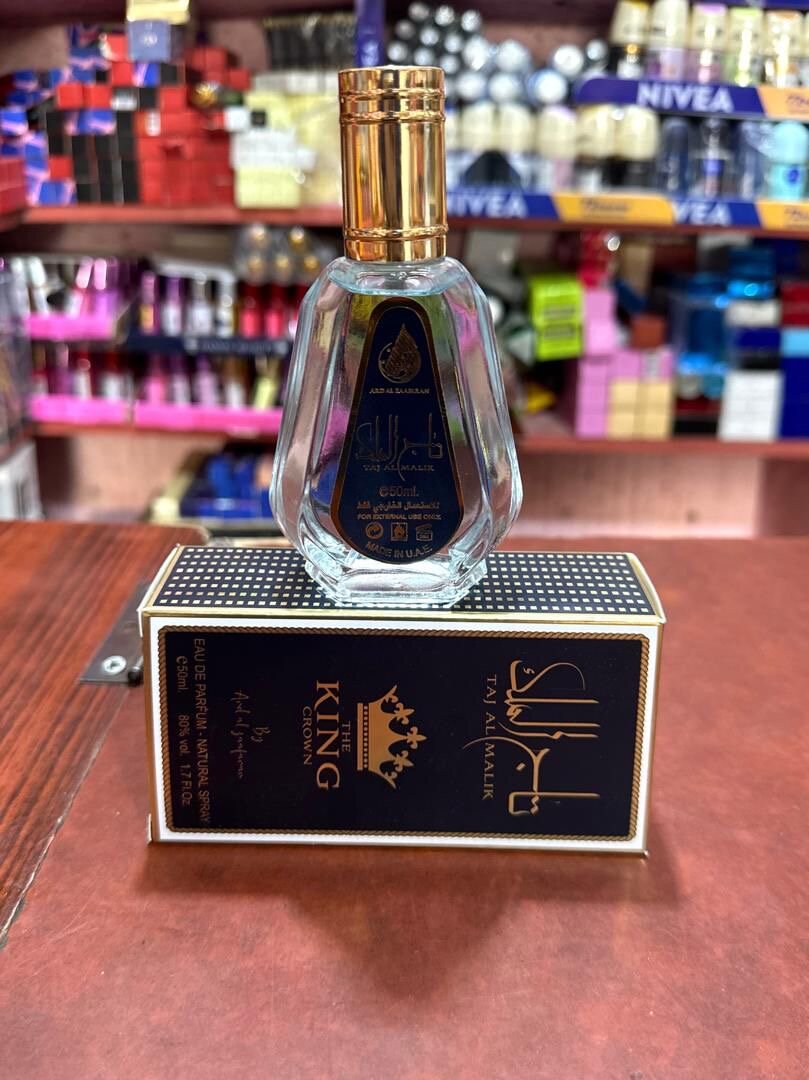 NIVEA
NIVEA
VEA
ARD AL ZAAFARAN
تاج الملك
TAJ AL MALIK
℮50ml.
للاستعمال الخارجي فقط
FOR EXTERNAL USE ONLY.
MADE IN U.A.E.
تاج الملك
TAJ AL MALIK
THE
KING
CROWN
By
Ard al zaafaran
EAU DE PARFUM - NATURAL SPRAY
℮50ml. 80% vol. 1.7 Fl.Oz